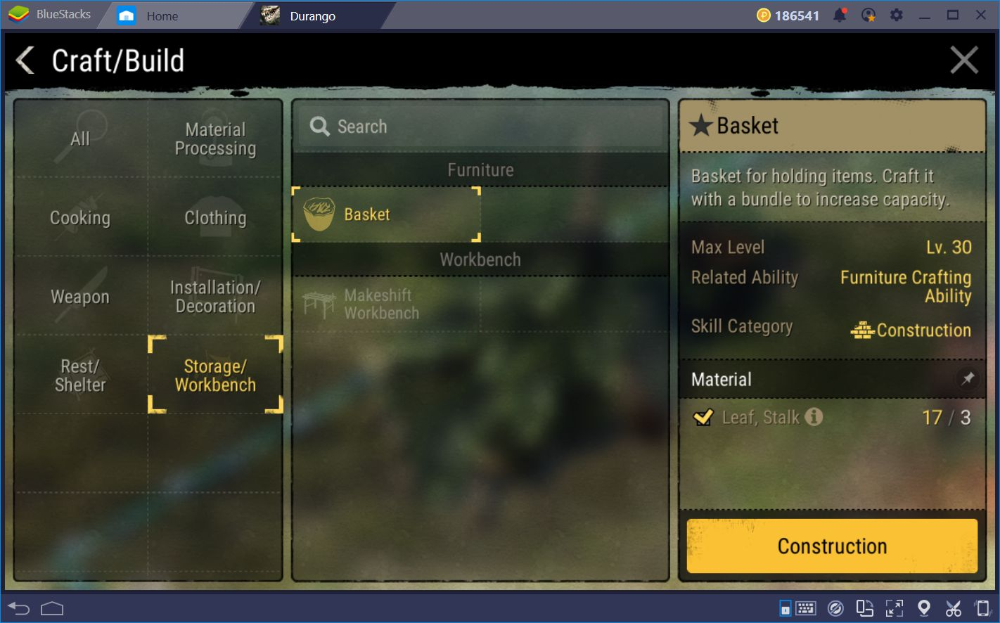 BlueStacks
Home
Durango
186541
Craft/Build
All
Material
Processing
Cooking
Clothing
Weapon
Installation/
Decoration
Rest/
Shelter
Storage/
Workbench
Search
Furniture
Basket
Workbench
Makeshift
Workbench
Basket
Basket for holding items. Craft it
with a bundle to increase capacity.
Max Level Lv. 30
Related Ability Furniture Crafting
Ability
Skill Category Construction
Material
Leaf, Stalk 17 / 3
Construction